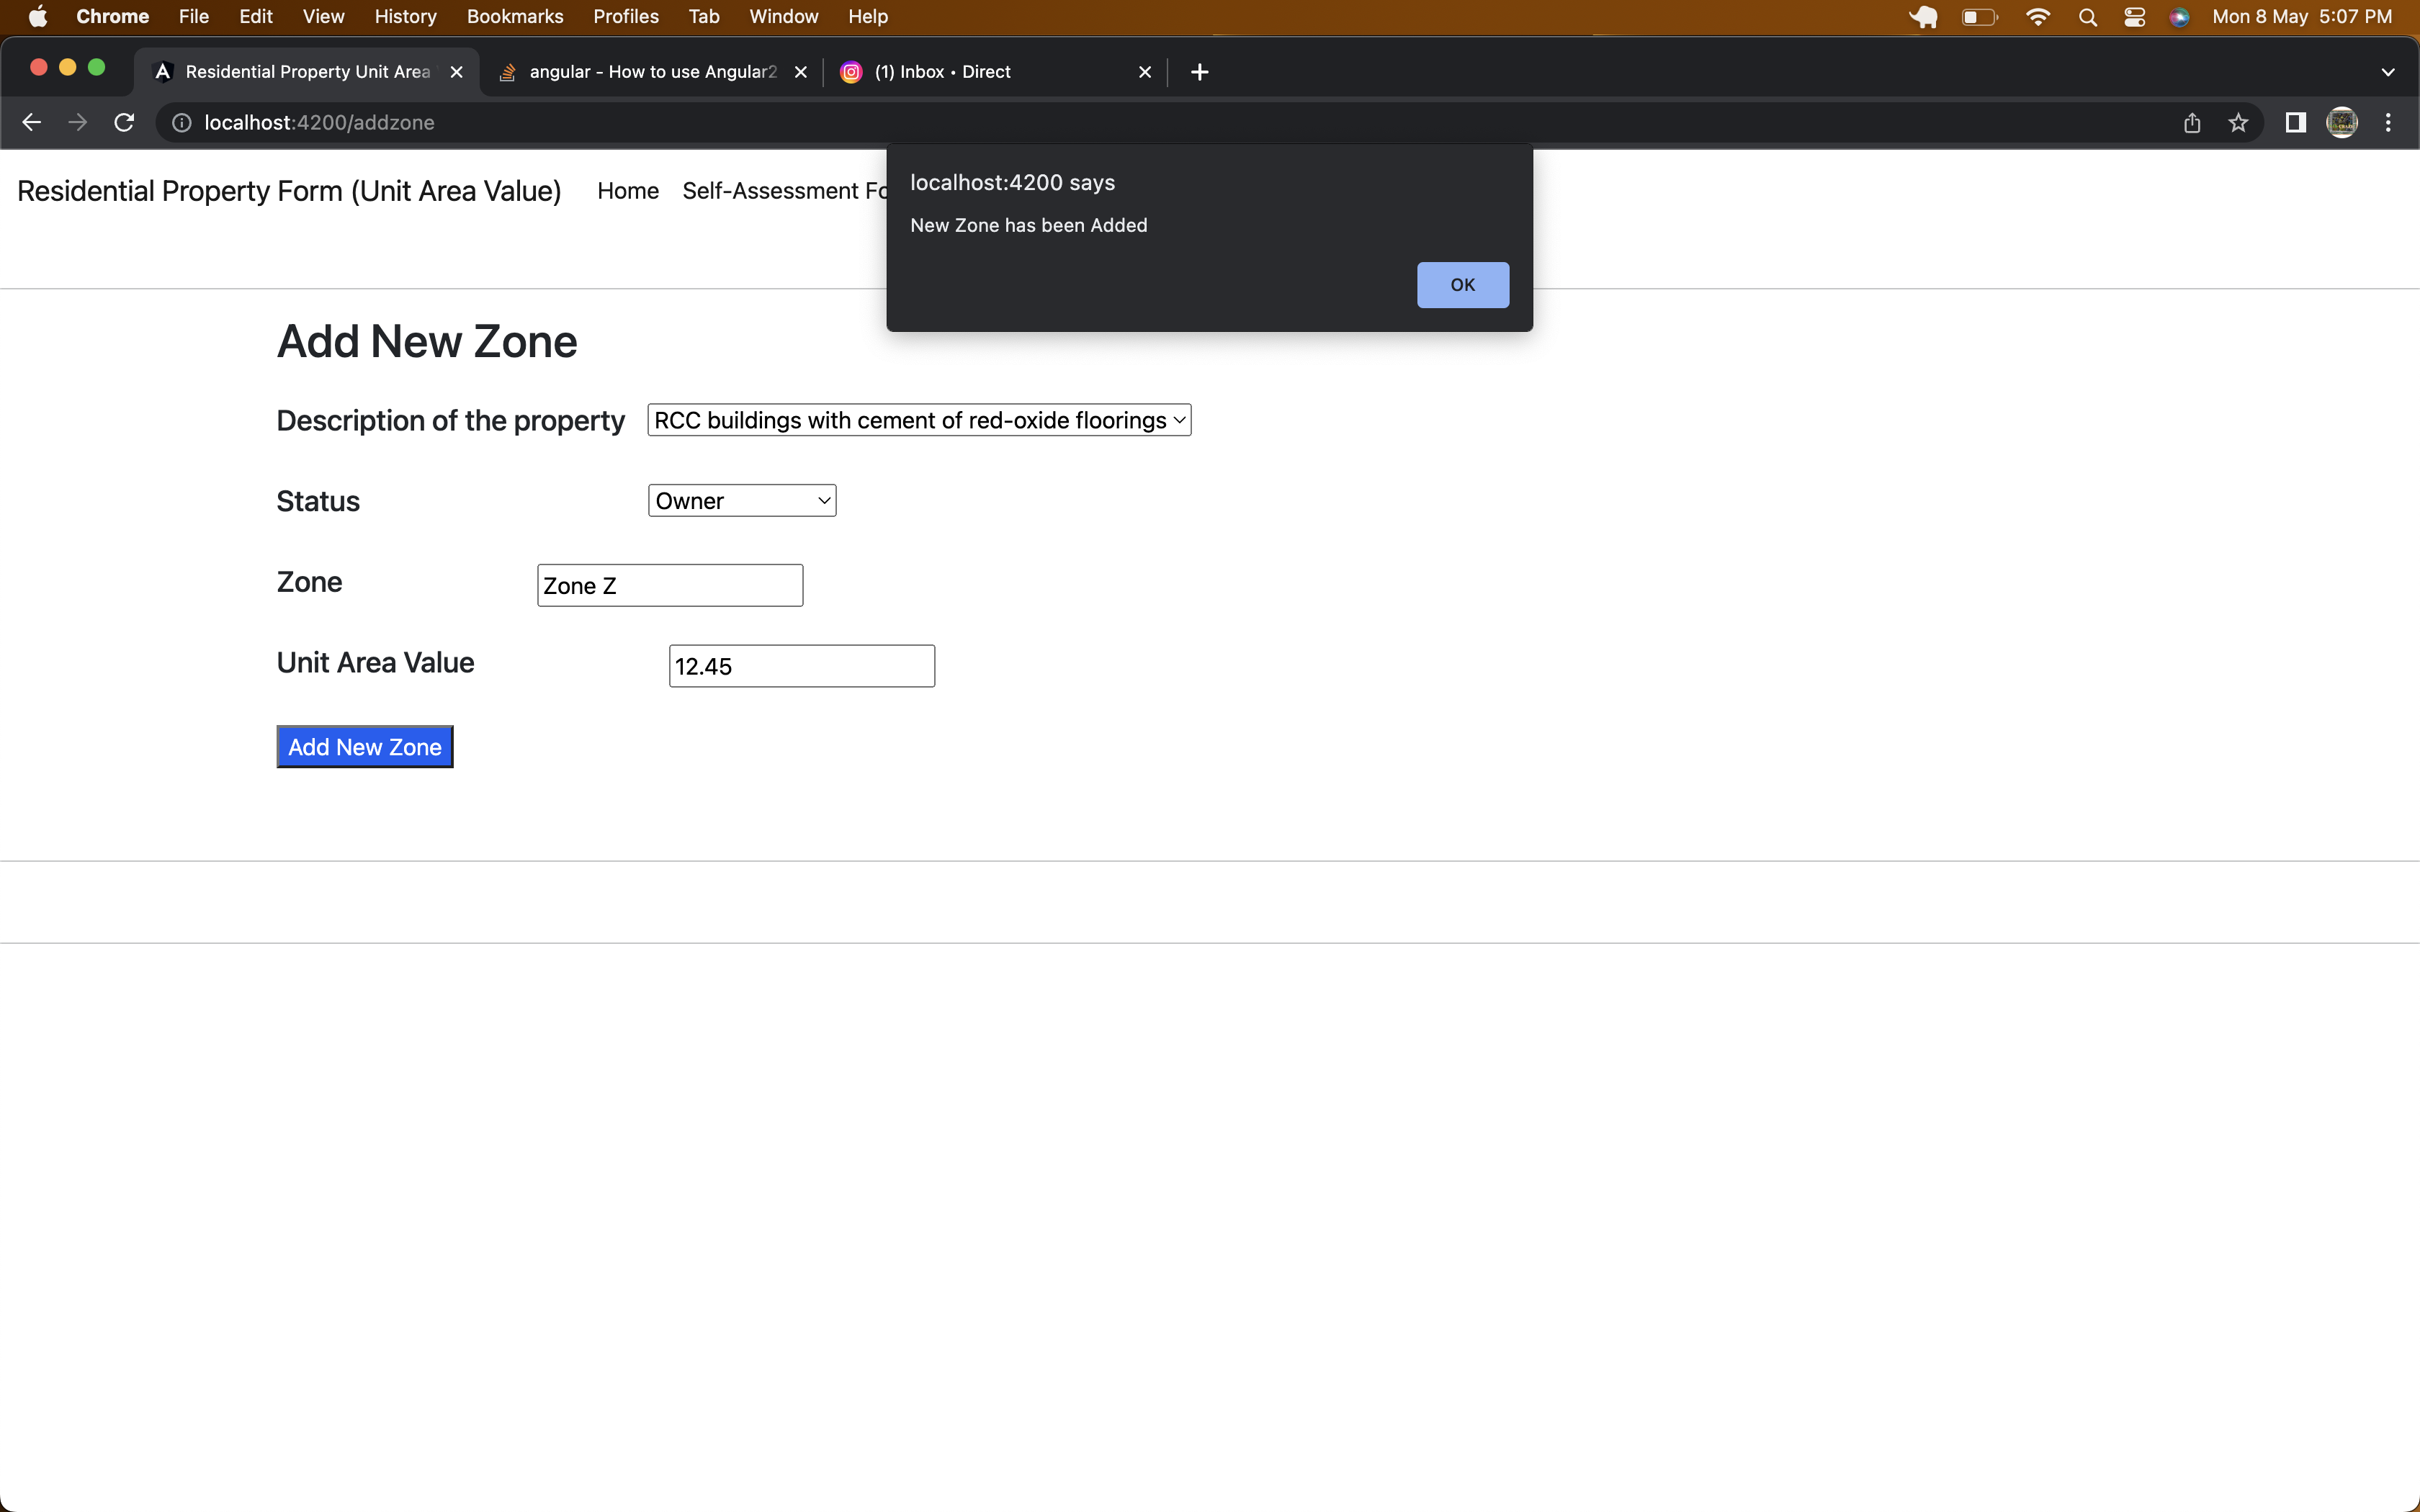 Chrome File Edit View History Bookmarks Profiles Tab Window Help Mon 8 May 5:07 PM
Residential Property Unit Area angular - How to use Angular2 (1) Inbox • Direct
localhost:4200/addzone
Residential Property Form (Unit Area Value) Home Self-Assessment Fo
localhost:4200 says
New Zone has been Added
OK
Add New Zone
Description of the property RCC buildings with cement of red-oxide floorings
Status Owner
Zone Zone Z
Unit Area Value 12.45
Add New Zone